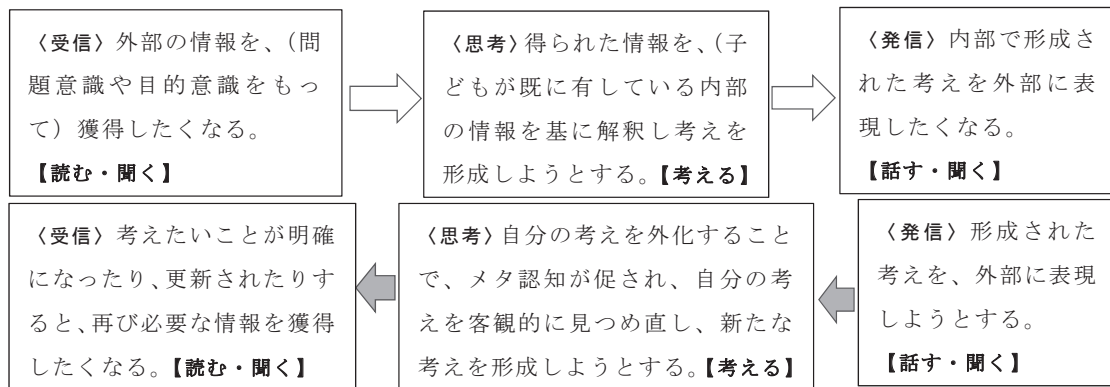 〈受信〉外部の情報を、（問
題意識や目的意識をもっ
て）獲得したくなる。
【読む・聞く】
〈思考〉得られた情報を、（子
どもが既に有している内部
の情報を基に解釈し考えを
形成しようとする。【考える】
〈発信〉内部で形成さ
れた考えを外部に表
現したくなる。
【話す・聞く】
〈発信〉形成された
考えを、外部に表現
しようとする。
【話す・聞く】
〈思考〉自分の考えを外化すること
で、メタ認知が促され、自分の考
えを客観的に見つめ直し、新たな
考えを形成しようとする。【考える】
〈受信〉考えたいことが明確
になったり、更新されたりす
ると、再び必要な情報を獲得
したくなる。【読む・聞く】